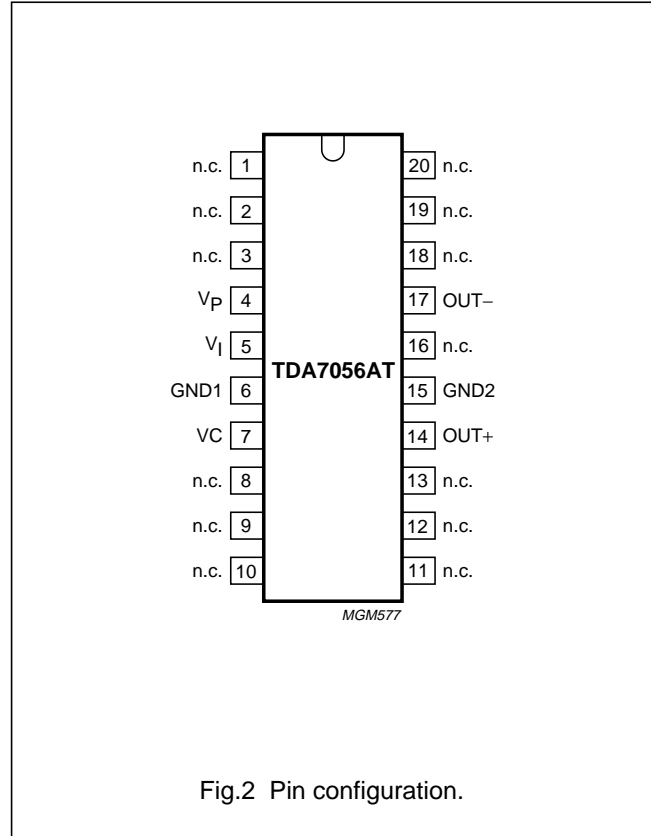 n.c. 1 20 n.c.
n.c. 2 19 n.c.
n.c. 3 18 n.c.
VP 4 17 OUT−
VI 5 16 n.c.
TDA7056AT
GND1 6 15 GND2
VC 7 14 OUT+
n.c. 8 13 n.c.
n.c. 9 12 n.c.
n.c. 10 11 n.c.
MGM577
Fig.2 Pin configuration.